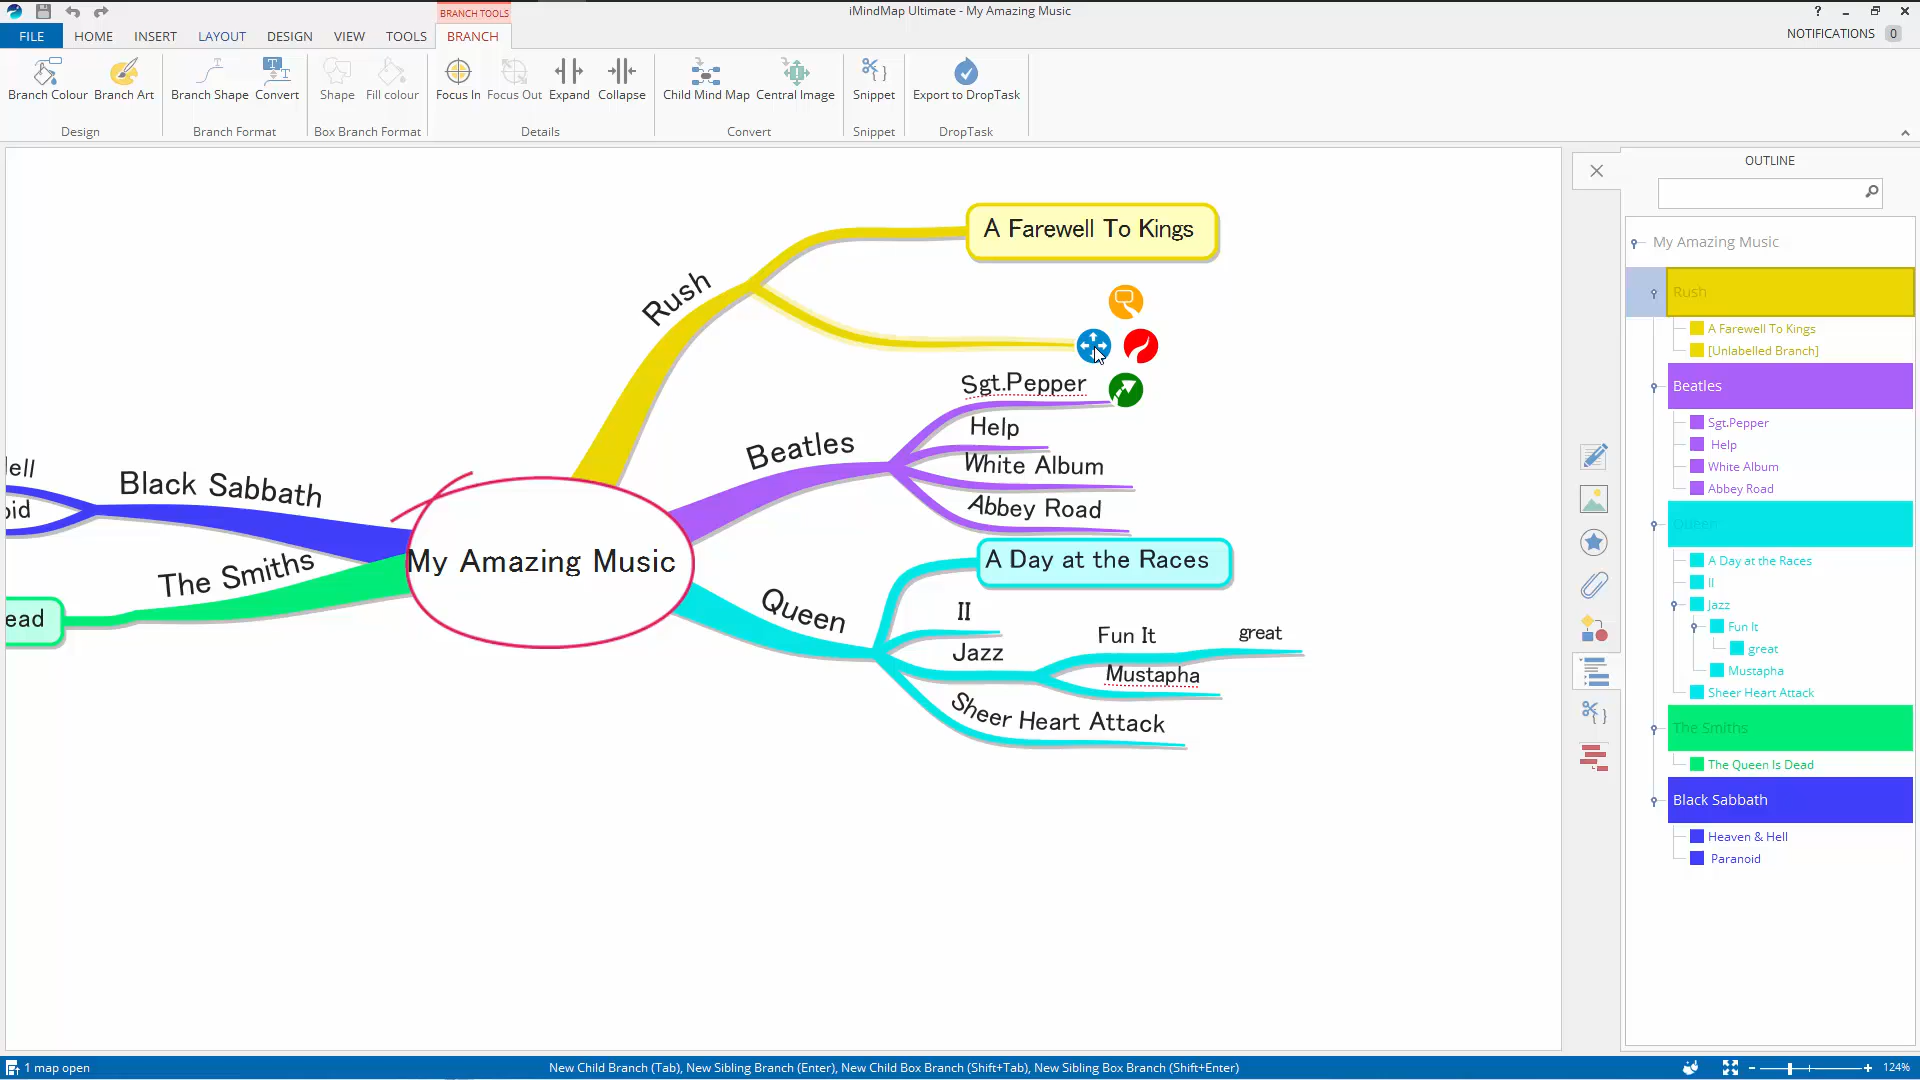 BRANCH TOOLS
iMindMap Ultimate - My Amazing Music
?
FILE HOME INSERT LAYOUT DESIGN VIEW TOOLS BRANCH
NOTIFICATIONS 0
Branch Colour Branch Art Branch Shape Convert Shape Fill colour Focus In Focus Out Expand Collapse Child Mind Map Central Image Snippet Export to DropTask
Design Branch Format Box Branch Format Details Convert Snippet DropTask
A Farewell To Kings
Rush
Sgt.Pepper
Help
Beatles
White Album
Abbey Road
ell
Black Sabbath
oid
My Amazing Music
The Smiths
ead
A Day at the Races
Queen
II
Fun It
great
Jazz
Mustapha
Sheer Heart Attack
OUTLINE
My Amazing Music
Rush
A Farewell To Kings
[Unlabelled Branch]
Beatles
Sgt.Pepper
Help
White Album
Abbey Road
Queen
A Day at the Races
II
Jazz
Fun It
great
Mustapha
Sheer Heart Attack
The Smiths
The Queen Is Dead
Black Sabbath
Heaven & Hell
Paranoid
1 map open
New Child Branch (Tab), New Sibling Branch (Enter), New Child Box Branch (Shift+Tab), New Sibling Box Branch (Shift+Enter)
124%